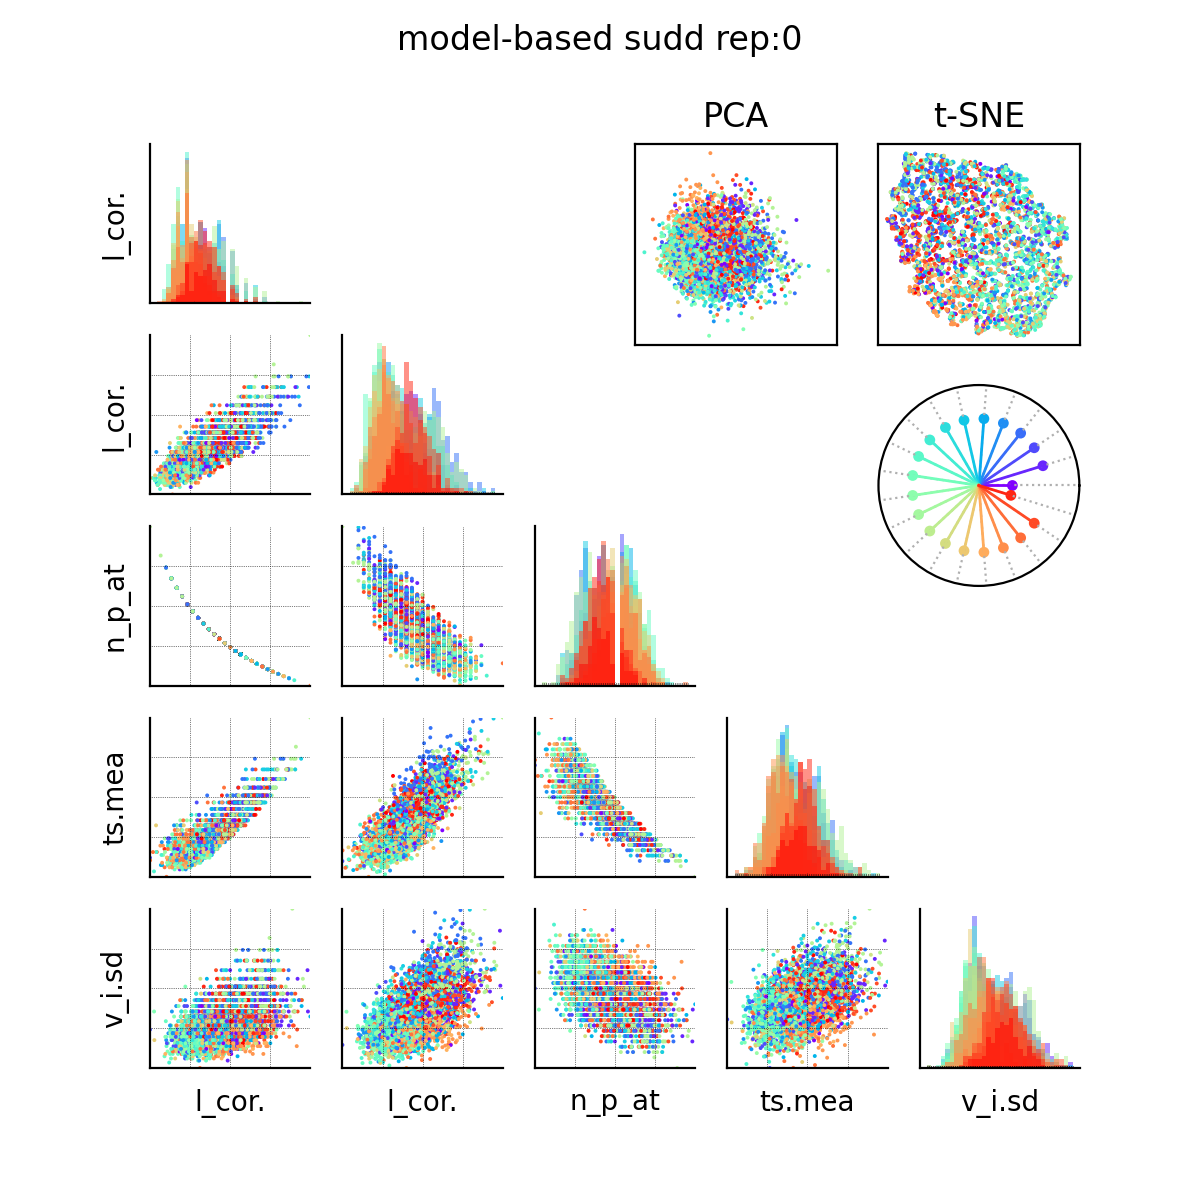 model-based sudd rep:0
PCA
t-SNE
l_cor.
l_cor.
n_p_at
ts.mea
v_i.sd
l_cor.
l_cor.
n_p_at
ts.mea
v_i.sd